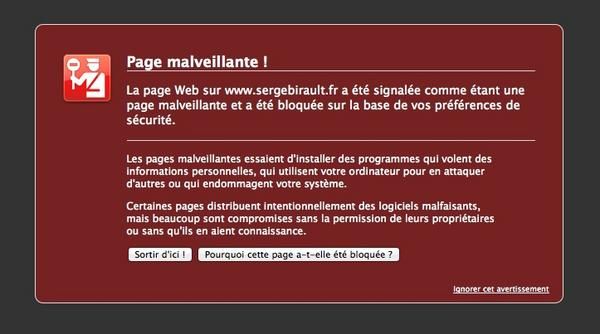 Page malveillante !
La page Web sur www.sergebirault.fr a été signalée comme étant une
page malveillante et a été bloquée sur la base de vos préférences de
sécurité.
Les pages malveillantes essaient d'installer des programmes qui volent des
informations personnelles, qui utilisent votre ordinateur pour en attaquer
d'autres ou qui endommagent votre système.
Certaines pages distribuent intentionnellement des logiciels malfaisants,
mais beaucoup sont compromises sans la permission de leurs propriétaires
ou sans qu'ils en aient connaissance.
Sortir d'ici ! Pourquoi cette page a-t-elle été bloquée ?
Ignorer cet avertissement